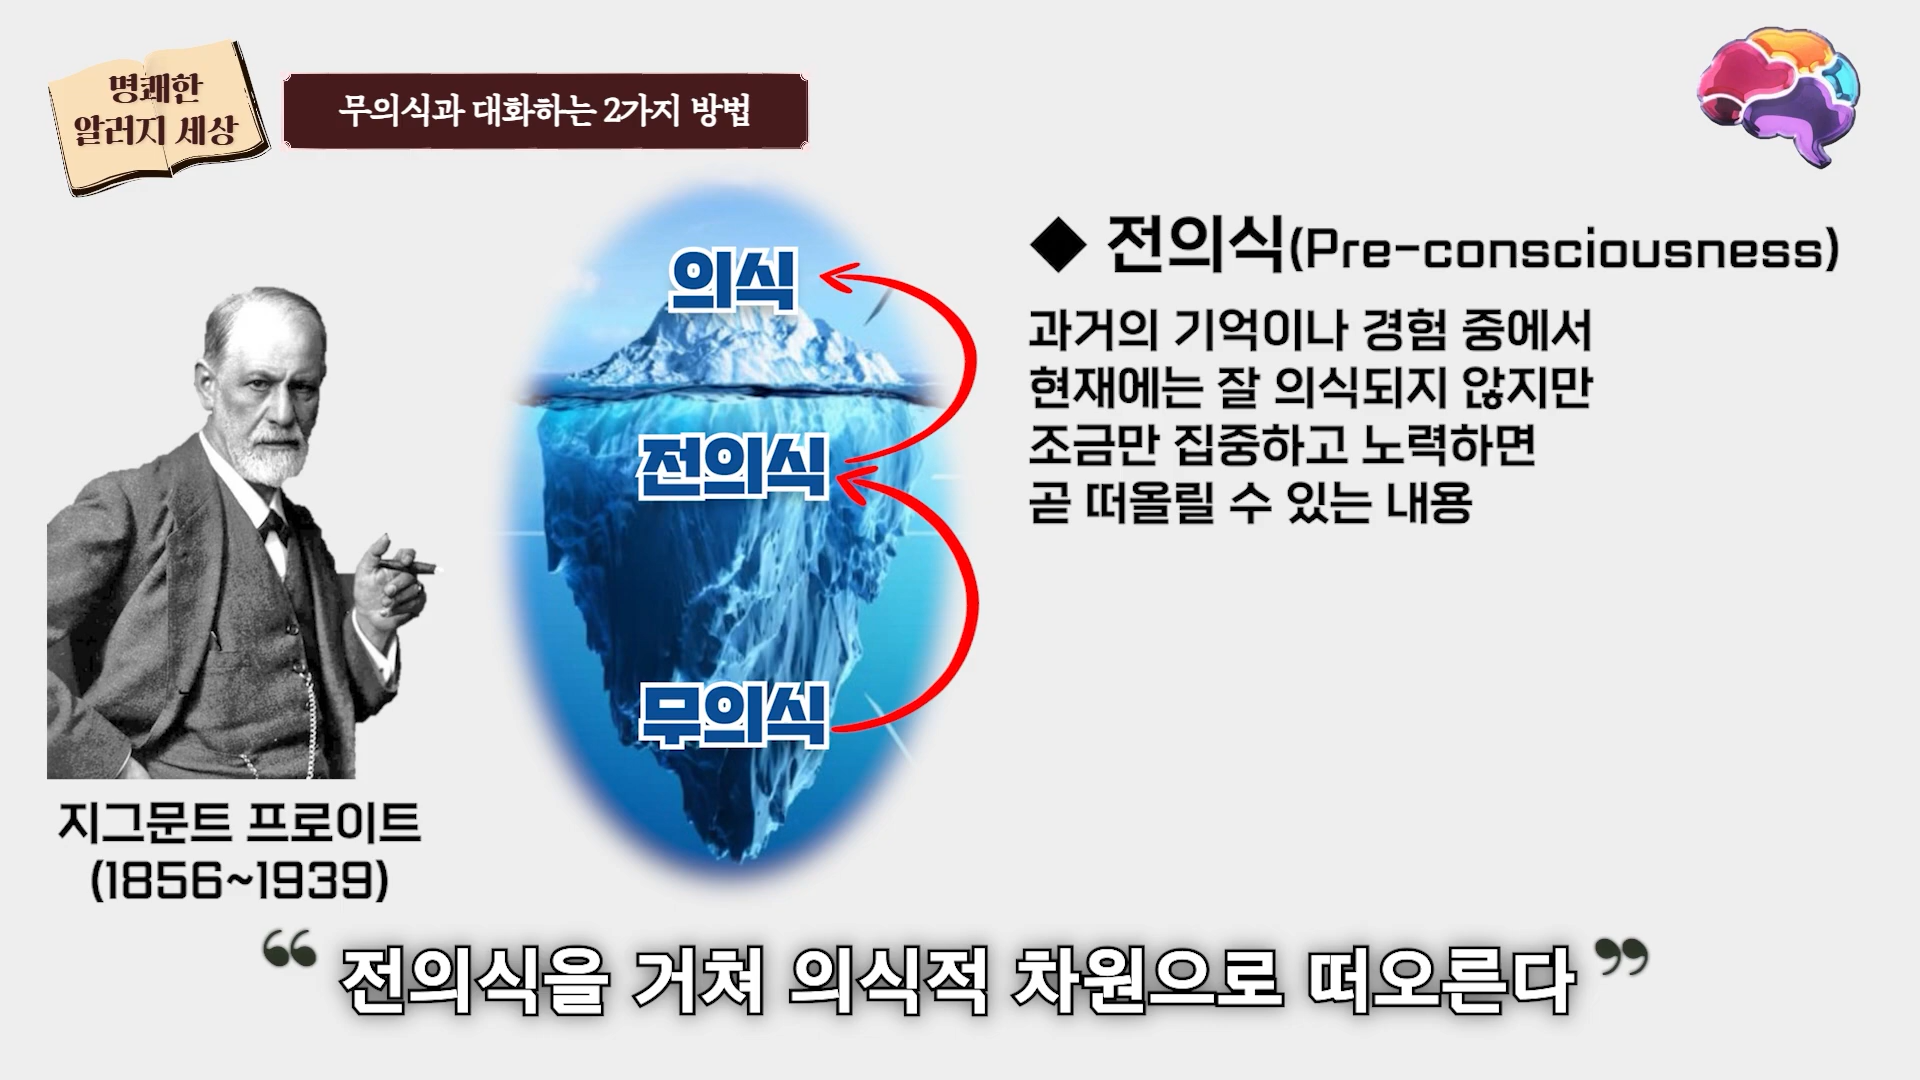 명쾌한
알러지 세상
무의식과 대화하는 2가지 방법
의식
전의식
무의식
◆ 전의식(Pre-consciousness)
과거의 기억이나 경험 중에서
현재에는 잘 의식되지 않지만
조금만 집중하고 노력하면
곧 떠올릴 수 있는 내용
지그문트 프로이트
(1856~1939)
“ 전의식을 거쳐 의식적 차원으로 떠오른다 ”